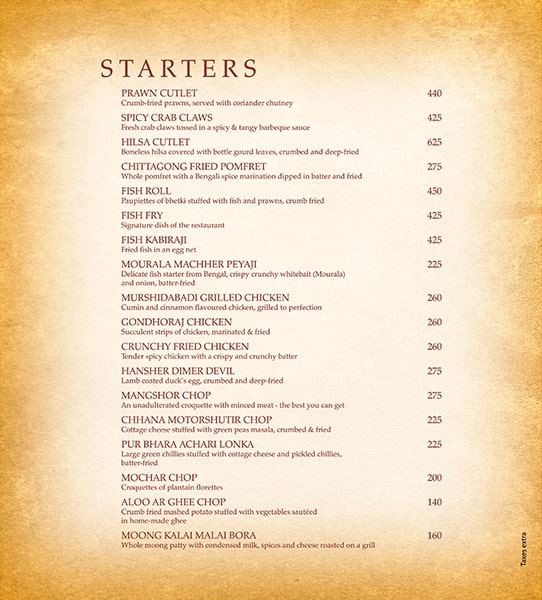 STARTERS
PRAWN CUTLET 440
Crumb-fried prawns, served with coriander chutney
SPICY CRAB CLAWS 425
Fresh crab claws tossed in a spicy & tangy barbeque sauce
HILSA CUTLET 625
Boneless hilsa covered with bottle gourd leaves, crumbed and deep-fried
CHITTAGONG FRIED POMFRET 275
Whole pomfret with a Bengali spice marination dipped in batter and fried
FISH ROLL 450
Paupiettes of bhetki stuffed with fish and prawns, crumb fried
FISH FRY 425
Signature dish of the restaurant
FISH KABIRAJI 425
Fried fish in an egg net
MOURALA MACHHER PEYAJI 225
Delicate fish starter from Bengal, crispy crunchy whitebait (Mourala)
and onion, batter-fried
MURSHIDABADI GRILLED CHICKEN 260
Cumin and cinnamon flavoured chicken, grilled to perfection
GONDHORAJ CHICKEN 260
Succulent strips of chicken, marinated & fried
CRUNCHY FRIED CHICKEN 260
Tender spicy chicken with a crispy and crunchy batter
HANSHER DIMER DEVIL 275
Lamb coated duck's egg, crumbed and deep-fried
MANGSHOR CHOP 275
An unadulterated croquette with minced meat - the best you can get
CHHANA MOTORSHUTIR CHOP 225
Cottage cheese stuffed with green peas masala, crumbed & fried
PUR BHARA ACHARI LONKA 225
Large green chillies stuffed with cottage cheese and pickled chillies,
batter-fried
MOCHAR CHOP 200
Croquettes of plantain florettes
ALOO AR GHEE CHOP 140
Crumb fried mashed potato stuffed with vegetables sautéed
in home-made ghee
MOONG KALAI MALAI BORA 160
Whole moong patty with condensed milk, spices and cheese roasted on a grill
Taxes extra